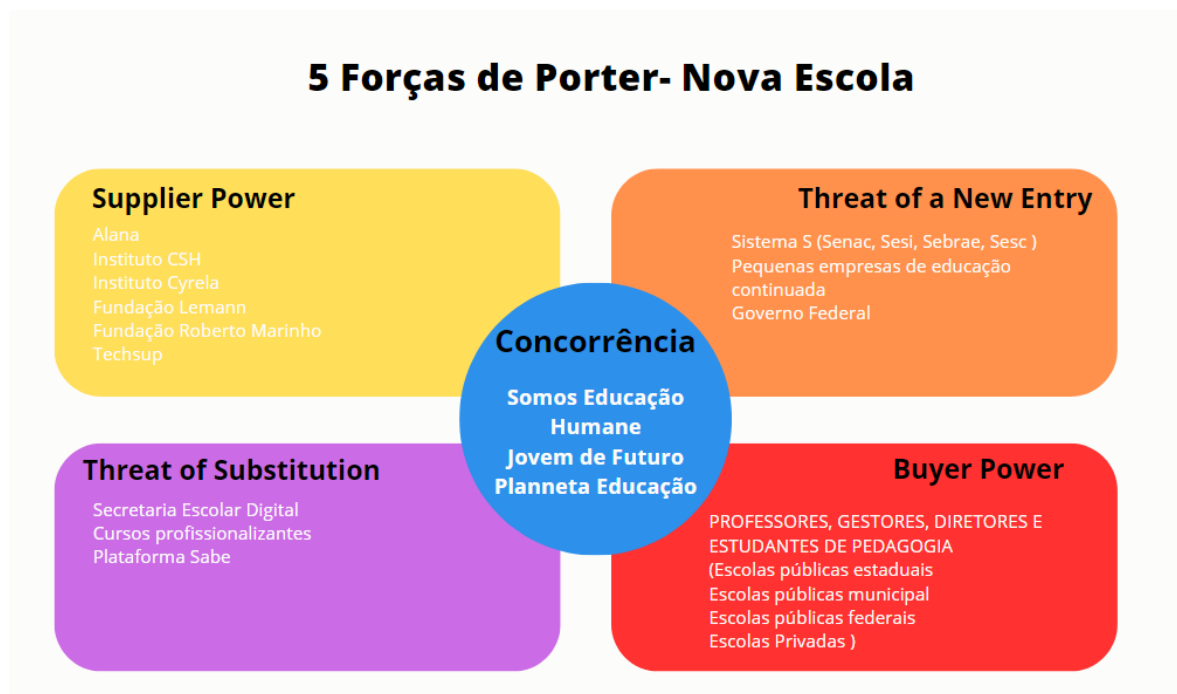 5 Forças de Porter- Nova Escola
Supplier Power
Alana
Instituto CSH
Instituto Cyrela
Fundação Lemann
Fundação Roberto Marinho
Techsup
Threat of a New Entry
Sistema S (Senac, Sesi, Sebrae, Sesc )
Pequenas empresas de educação
continuada
Governo Federal
Concorrência
Somos Educação
Humane
Jovem de Futuro
Planneta Educação
Threat of Substitution
Secretaria Escolar Digital
Cursos profissionalizantes
Plataforma Sabe
Buyer Power
PROFESSORES, GESTORES, DIRETORES E
ESTUDANTES DE PEDAGOGIA
(Escolas públicas estaduais
Escolas públicas municipal
Escolas públicas federais
Escolas Privadas )